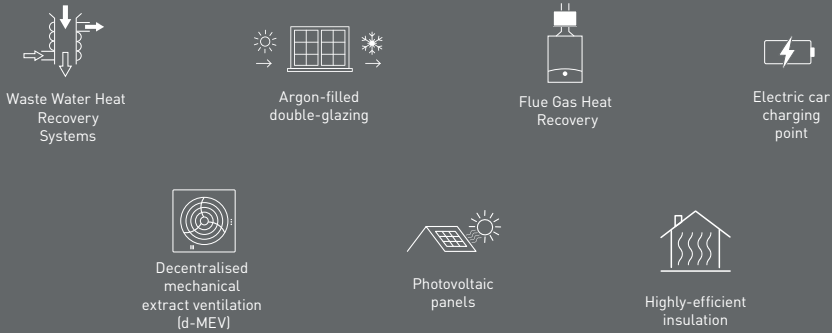 Waste Water Heat
Recovery
Systems
Argon-filled
double-glazing
Flue Gas Heat
Recovery
Electric car
charging
point
Decentralised
mechanical
extract ventilation
(d-MEV)
Photovoltaic
panels
Highly-efficient
insulation